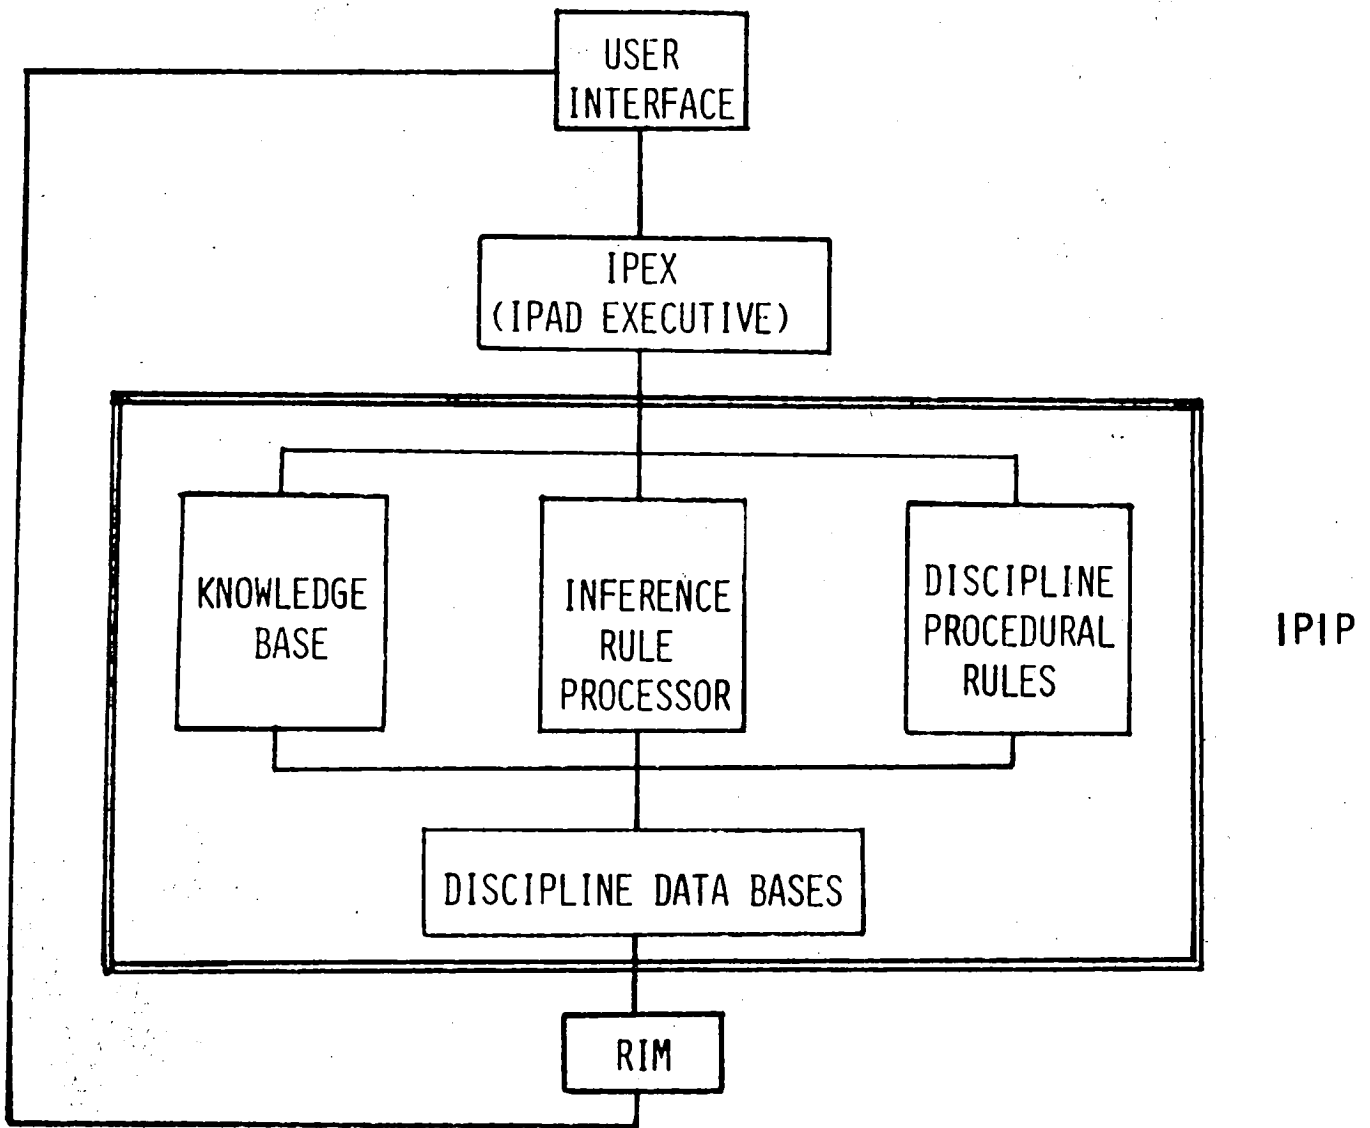 USER
INTERFACE
IPEX
(IPAD EXECUTIVE)
KNOWLEDGE
BASE
INFERENCE
RULE
PROCESSOR
DISCIPLINE
PROCEDURAL
RULES
IPIP
DISCIPLINE DATA BASES
RIM